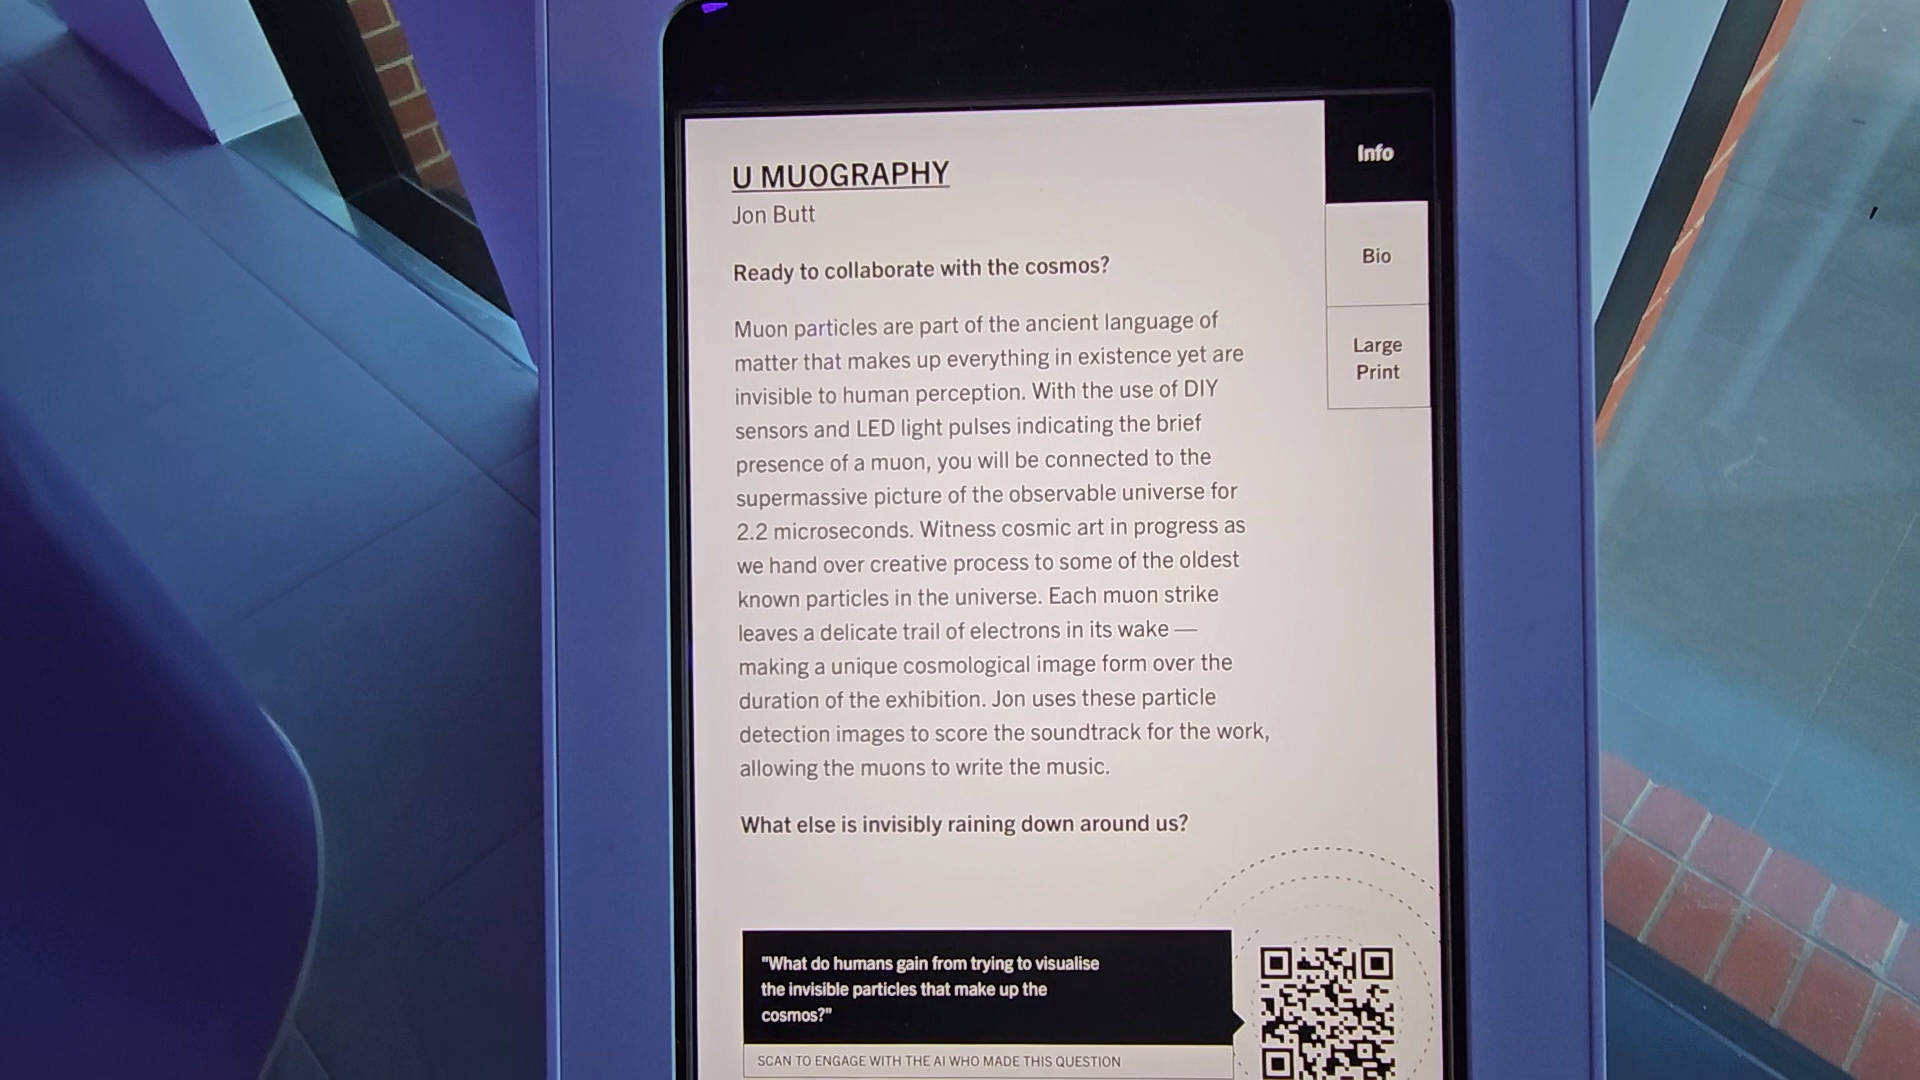 U MUOGRAPHY
Jon Butt
Ready to collaborate with the cosmos?
Muon particles are part of the ancient language of
matter that makes up everything in existence yet are
invisible to human perception. With the use of DIY
sensors and LED light pulses indicating the brief
presence of a muon, you will be connected to the
supermassive picture of the observable universe for
2.2 microseconds. Witness cosmic art in progress as
we hand over creative process to some of the oldest
known particles in the universe. Each muon strike
leaves a delicate trail of electrons in its wake —
making a unique cosmological image form over the
duration of the exhibition. Jon uses these particle
detection images to score the soundtrack for the work,
allowing the muons to write the music.
What else is invisibly raining down around us?
"What do humans gain from trying to visualise
the invisible particles that make up the
cosmos?"
SCAN TO ENGAGE WITH THE AI WHO MADE THIS QUESTION
Info
Bio
Large
Print